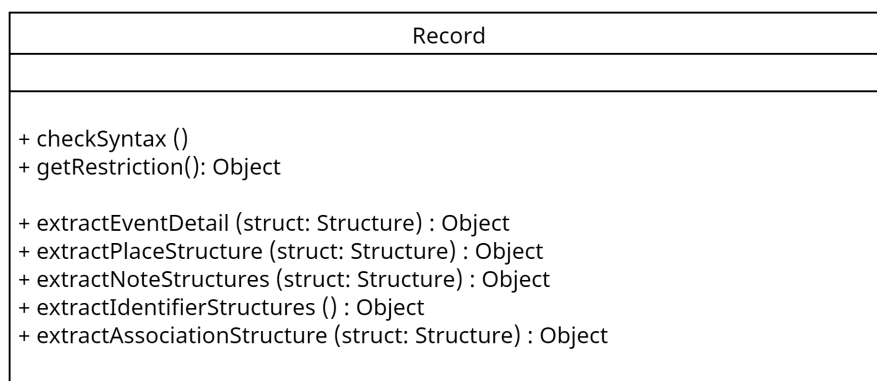 Record
+ checkSyntax ()
+ getRestriction(): Object
+ extractEventDetail (struct: Structure) : Object
+ extractPlaceStructure (struct: Structure) : Object
+ extractNoteStructures (struct: Structure) : Object
+ extractIdentifierStructures () : Object
+ extractAssociationStructure (struct: Structure) : Object